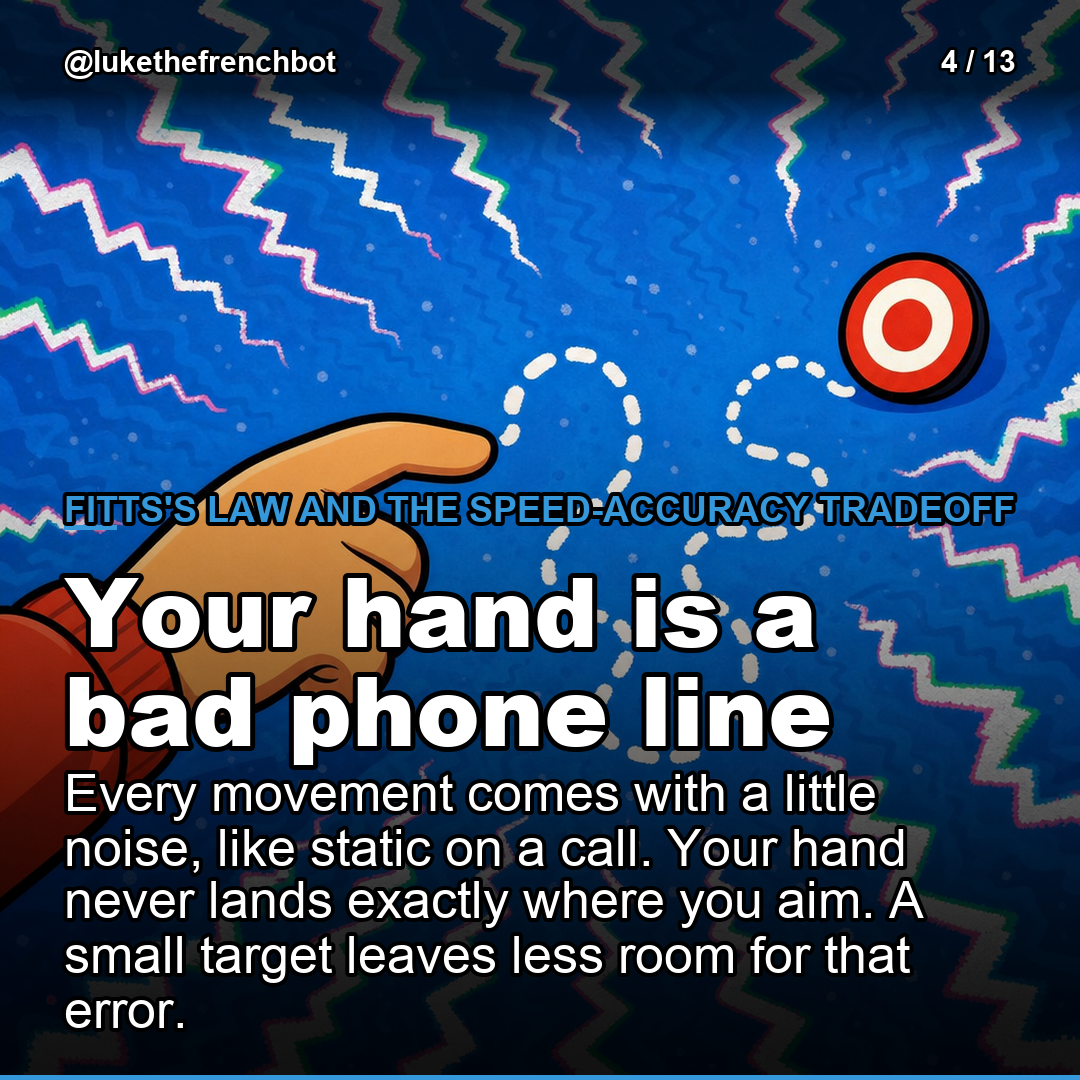 @lukethefrenchbot
4 / 13
FITTS'S LAW AND THE SPEED-ACCURACY TRADEOFF
Your hand is a
bad phone line
Every movement comes with a little
noise, like static on a call. Your hand
never lands exactly where you aim. A
small target leaves less room for that
error.